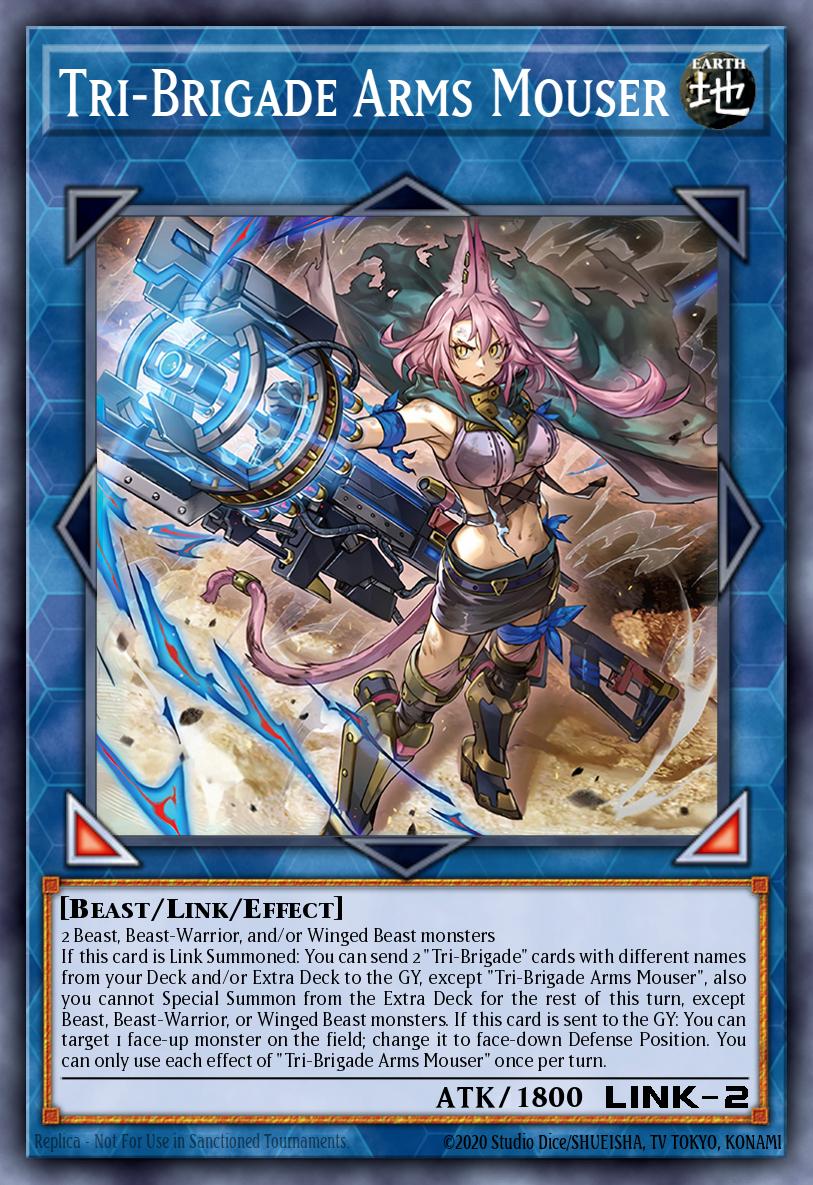 Tri-Brigade Arms Mouser
EARTH
地
[Beast/Link/Effect]
2 Beast, Beast-Warrior, and/or Winged Beast monsters
If this card is Link Summoned: You can send 2 "Tri-Brigade" cards with different names
from your Deck and/or Extra Deck to the GY, except "Tri-Brigade Arms Mouser", also
you cannot Special Summon from the Extra Deck for the rest of this turn, except
Beast, Beast-Warrior, or Winged Beast monsters. If this card is sent to the GY: You can
target 1 face-up monster on the field; change it to face-down Defense Position. You
can only use each effect of "Tri-Brigade Arms Mouser" once per turn.
ATK/1800 LINK-2
Replica - Not For Use in Sanctioned Tournaments.
©2020 Studio Dice/SHUEISHA, TV TOKYO, KONAMI